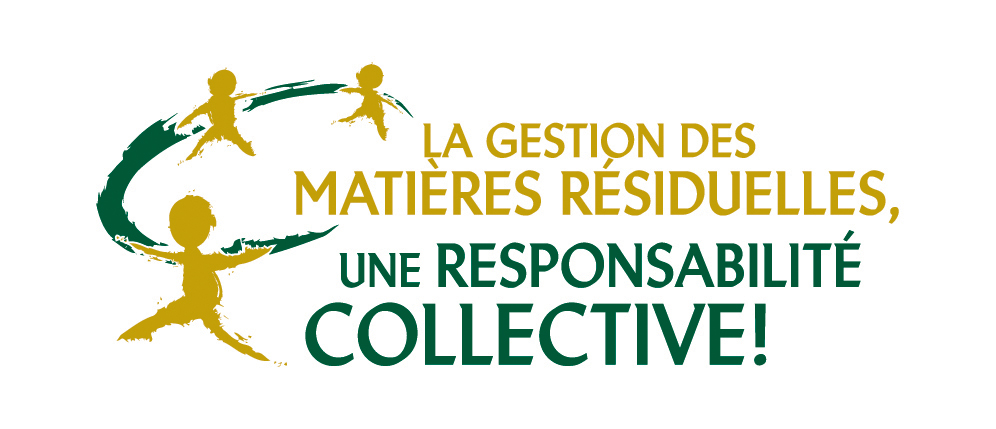 LA GESTION DES
MATIÈRES RÉSIDUELLES,
UNE RESPONSABILITÉ
COLLECTIVE!